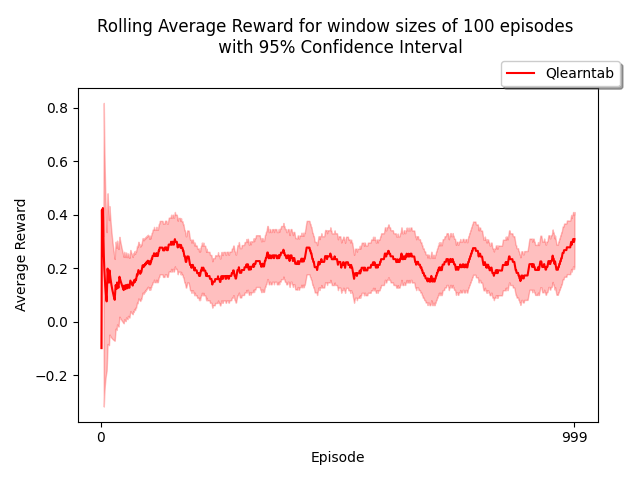 Rolling Average Reward for window sizes of 100 episodes
with 95% Confidence Interval
Qlearntab
0.8
0.6
0.4
0.2
0.0
−0.2
Average Reward
0 999
Episode